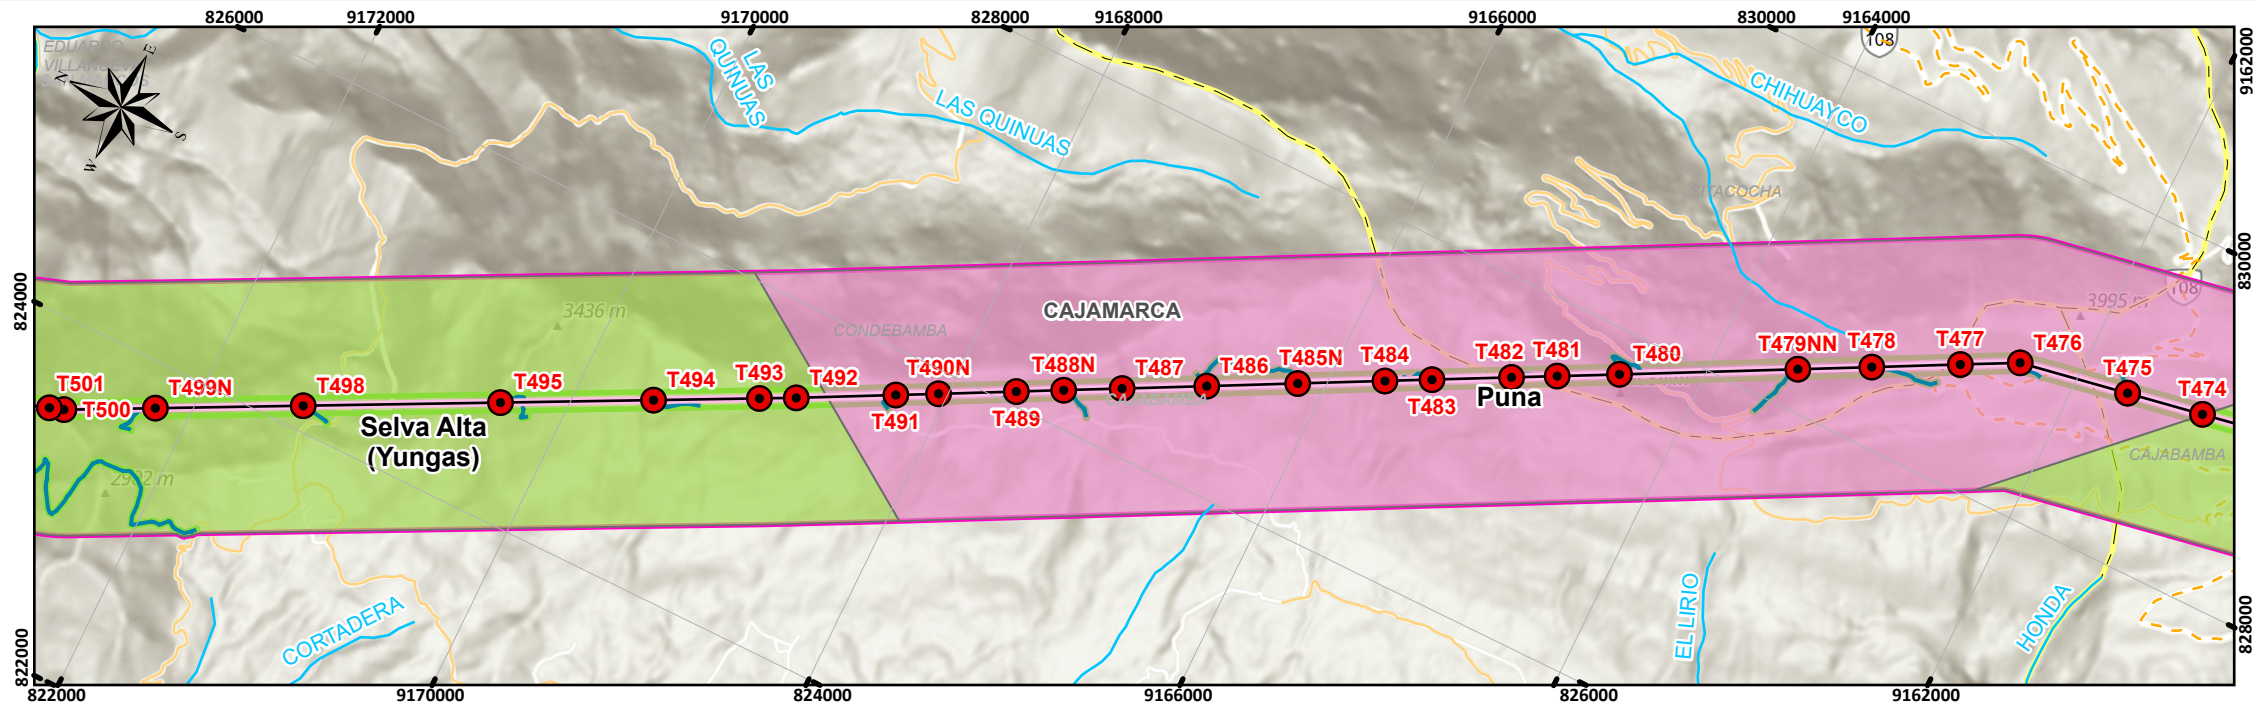 826000
9172000
9170000
828000
9168000
9166000
830000
9164000
9162000
830000
828000
824000
822000
822000
9170000
824000
9166000
826000
9162000
EDUARDO
VILLANUEVA
N
E
S
W
LAS
QUINUAS
LAS QUINUAS
CHIHUAYCO
108
SITACOCHA
108
3995 m
3436 m
CONDEBAMBA
CAJAMARCA
T501
T500
T499N
T498
T495
T494
T493
T492
T491
T490N
T489
T488N
T487
T486
T485N
T484
T483
T482
T481
T480
T479NN
T478
T477
T476
T475
T474
CAJABAMBA
Puna
Selva Alta
(Yungas)
CAJABAMBA
CORTADERA
EL LIRIO
HONDA